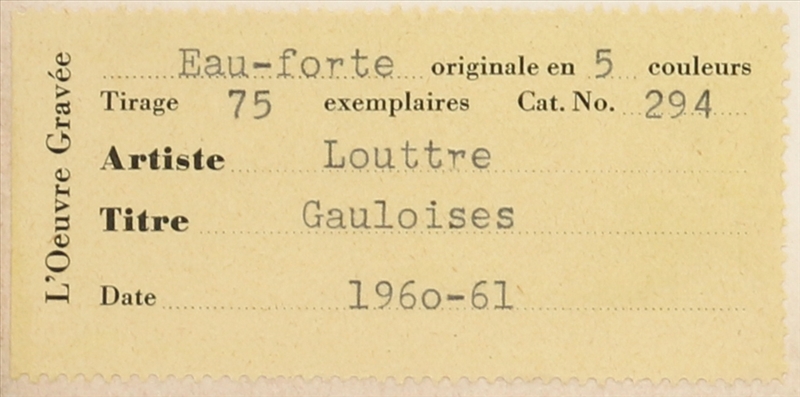 L'Oeuvre Gravée
Eau-forte originale en 5 couleurs
Tirage 75 exemplaires Cat. No. 294
Artiste Louttre
Titre Gauloises
Date 1960-61